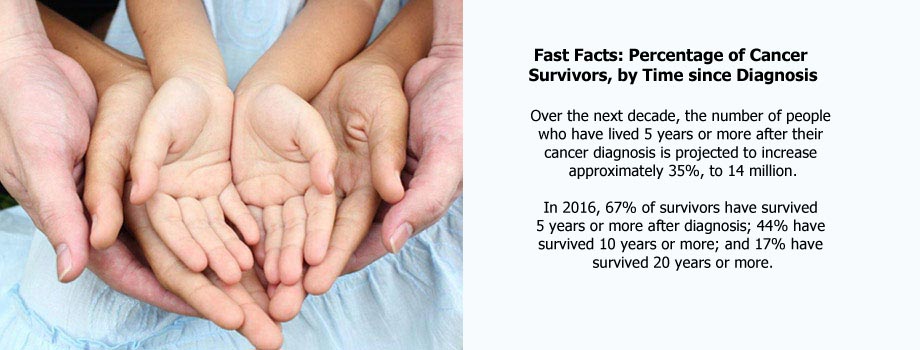 Fast Facts: Percentage of Cancer
Survivors, by Time since Diagnosis
Over the next decade, the number of people
who have lived 5 years or more after their
cancer diagnosis is projected to increase
approximately 35%, to 14 million.
In 2016, 67% of survivors have survived
5 years or more after diagnosis; 44% have
survived 10 years or more; and 17% have
survived 20 years or more.